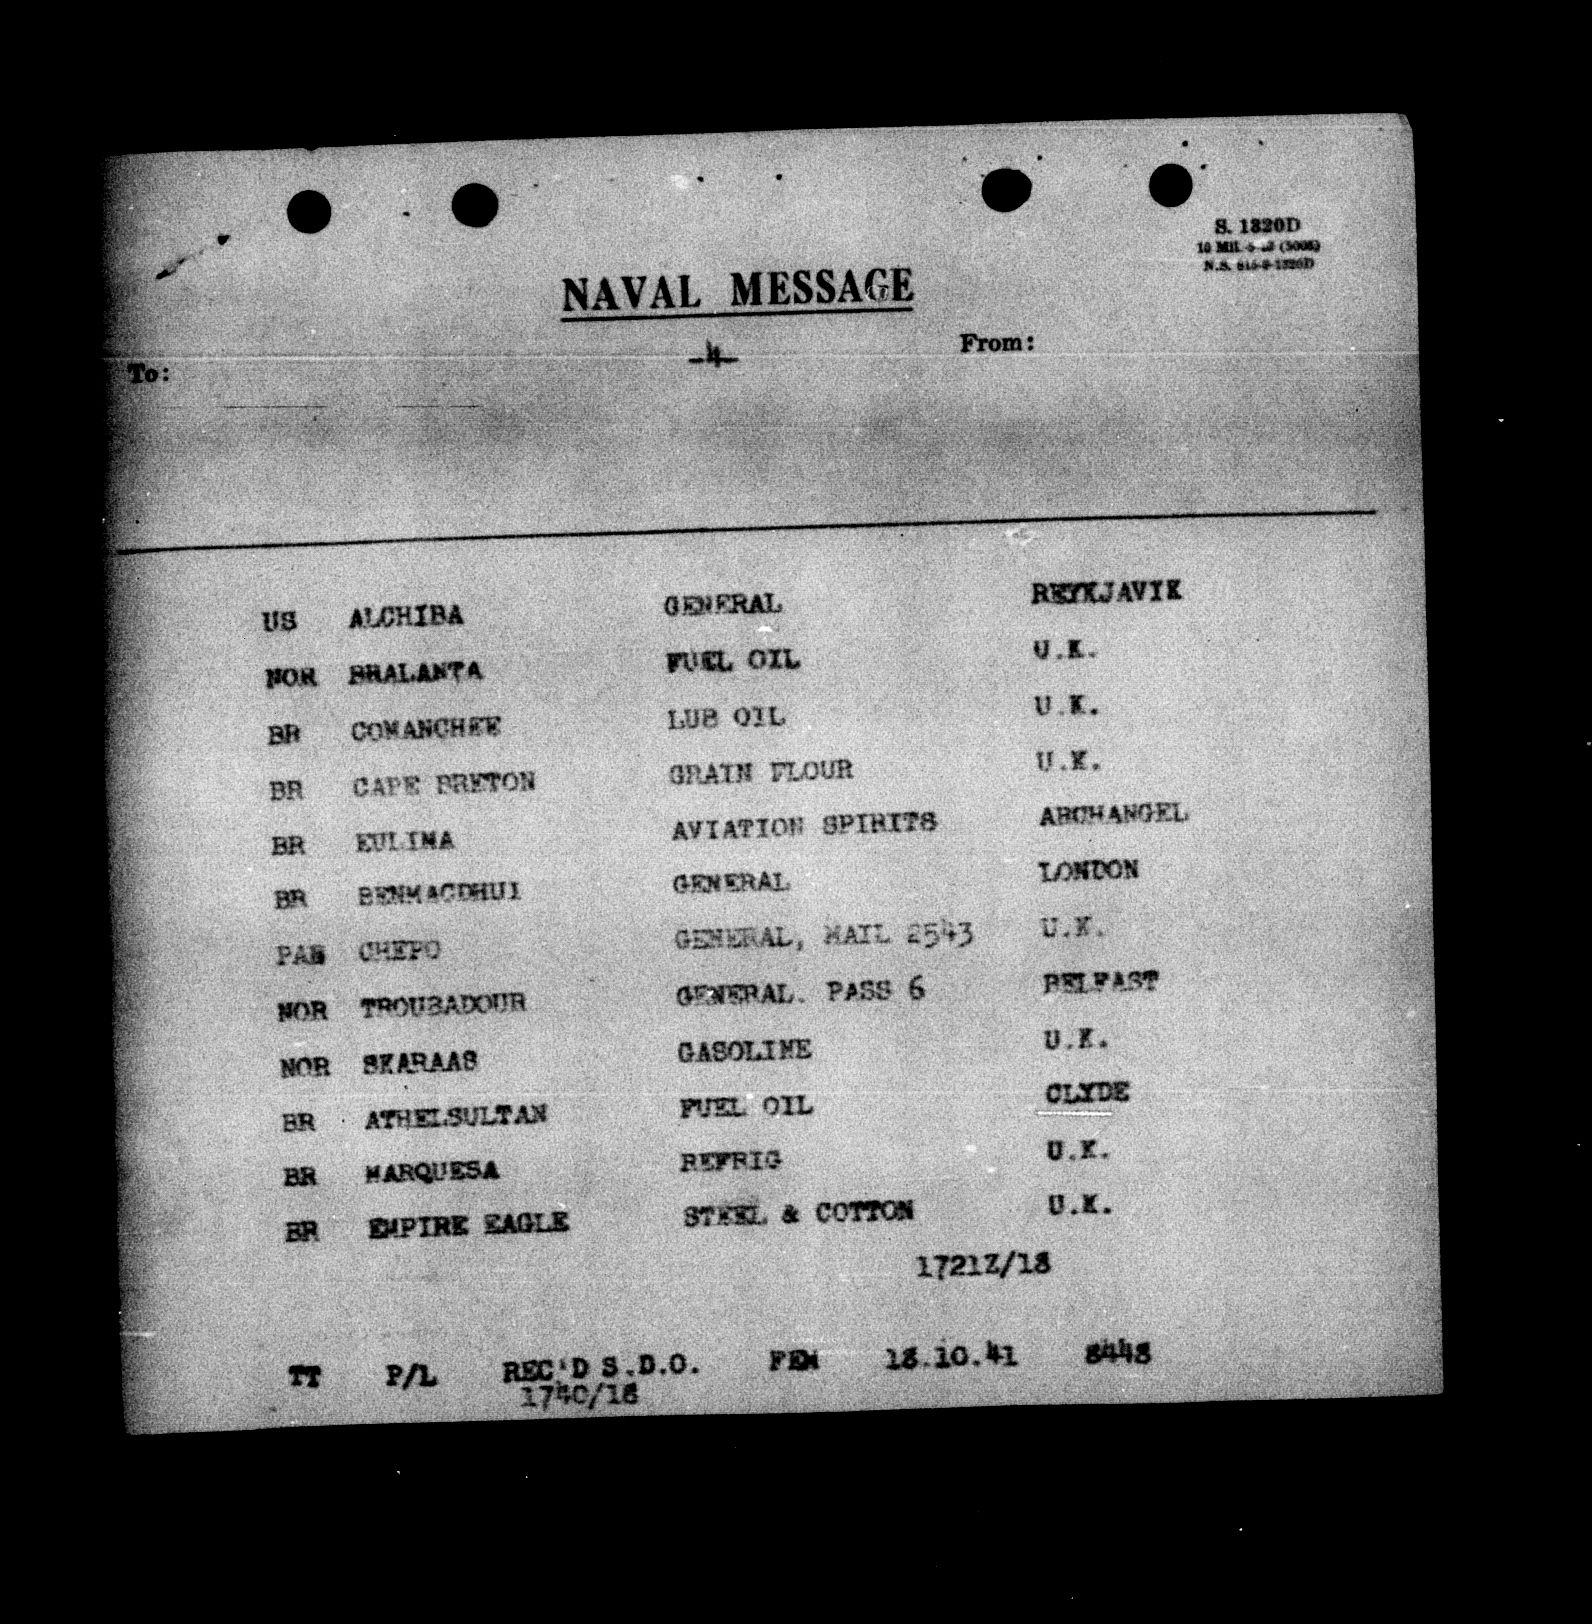 S. 1320D
NAVAL MESSAGE
-4-
From:
To:
US ALCHIBA GENERAL REYKJAVIK
NOR BRALANTA FUEL OIL U.K.
BR COMANCHEE LUB OIL U.K.
BR CAPE BRETON GRAIN FLOUR U.K.
BR EULIMA AVIATION SPIRITS ARCHANGEL
BR BENMACDHUI GENERAL LONDON
PAN CHEPO GENERAL, MAIL 2543 U.K.
NOR TROUBADOUR GENERAL. PASS 6 BELFAST
NOR SKARAAS GASOLINE U.K.
BR ATHELSULTAN FUEL OIL CLYDE
BR MARQUESA REFRIG U.K.
BR EMPIRE EAGLE STEEL & COTTON U.K.
1721Z/18
TT P/L REC'D S.D.O. PEM 18.10.41 8448
1740/18